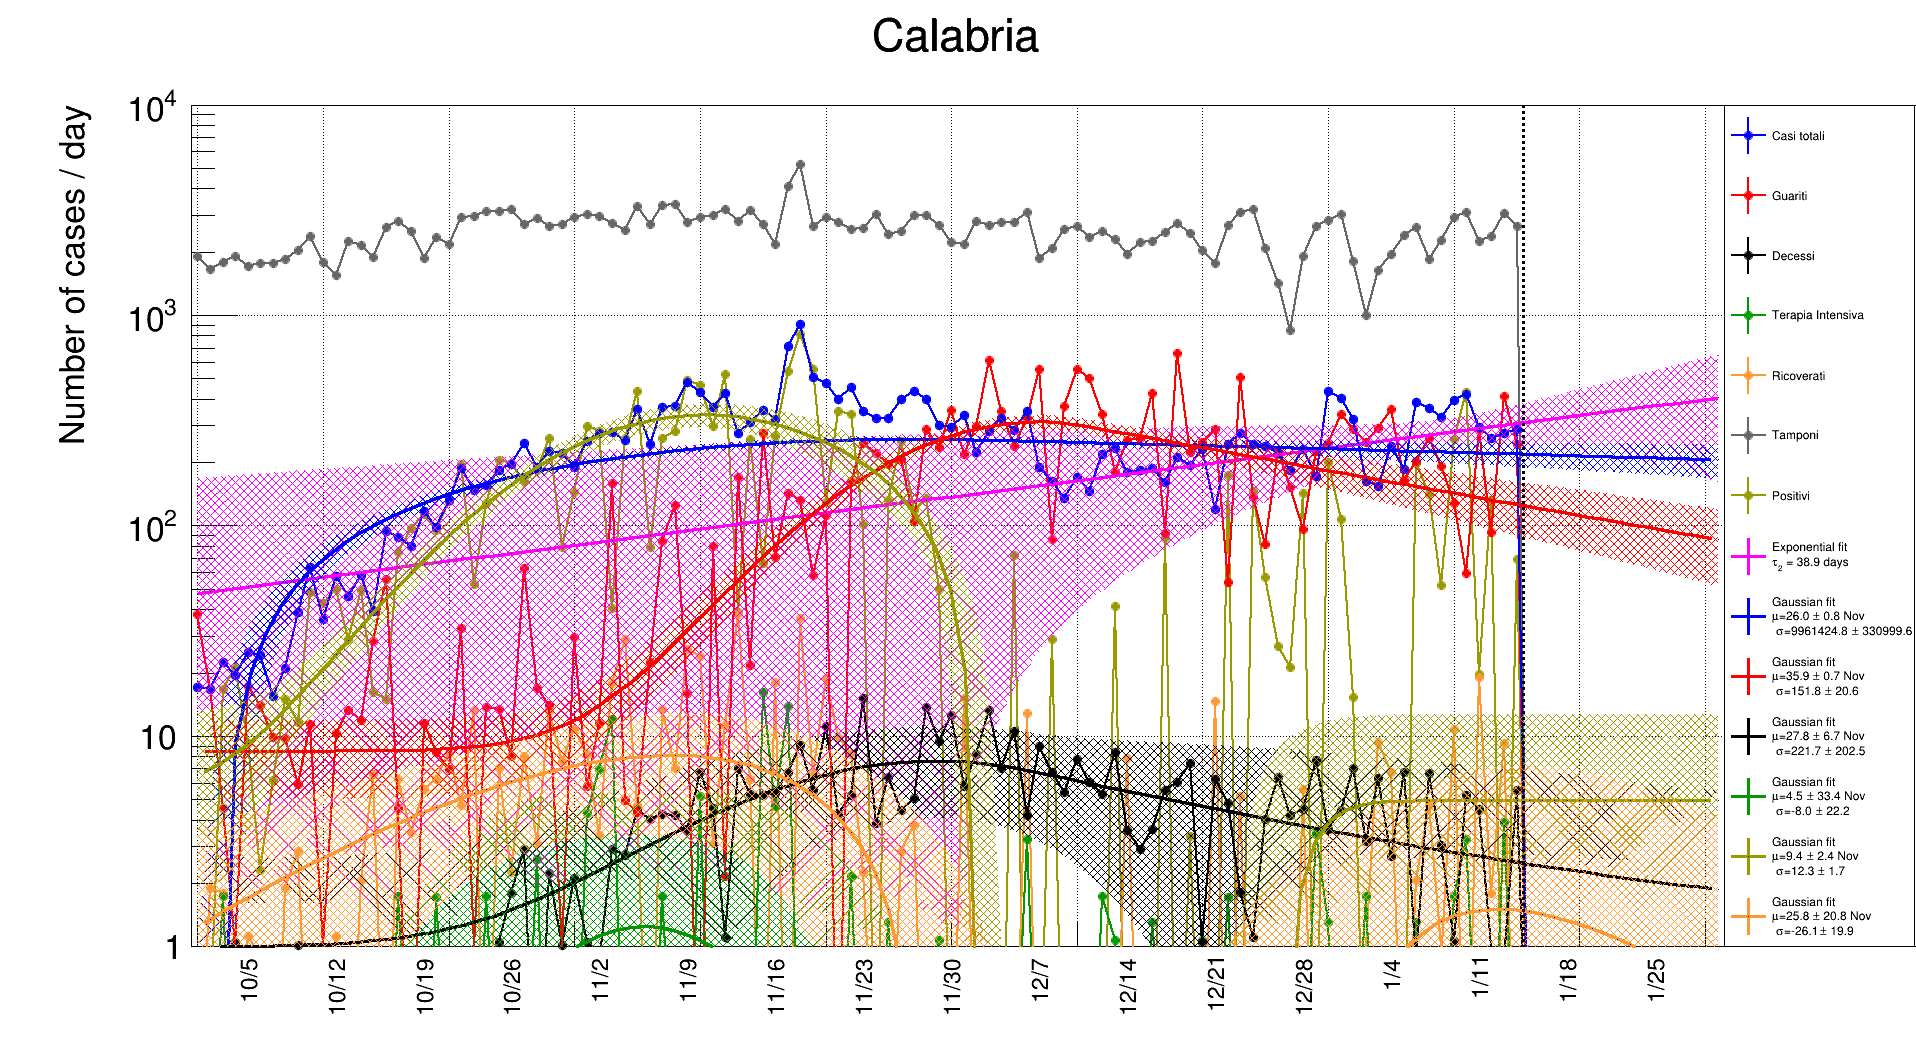 Calabria
Number of cases / day
10⁴
10³
10²
10
1
10/5
10/12
10/19
10/26
11/2
11/9
11/16
11/23
11/30
12/7
12/14
12/21
12/28
1/4
1/11
1/18
1/25
Casi totali
Guariti
Decessi
Terapia Intensiva
Ricoverati
Tamponi
Positivi
Exponential fit
τ₂ = 38.9 days
Gaussian fit
μ=26.0 ± 0.8 Nov
σ=9961424.8 ± 330999.6
Gaussian fit
μ=35.9 ± 0.7 Nov
σ=151.8 ± 20.6
Gaussian fit
μ=27.8 ± 6.7 Nov
σ=221.7 ± 202.5
Gaussian fit
μ=4.5 ± 33.4 Nov
σ=-8.0 ± 22.2
Gaussian fit
μ=9.4 ± 2.4 Nov
σ=12.3 ± 1.7
Gaussian fit
μ=25.8 ± 20.8 Nov
σ=-26.1 ± 19.9